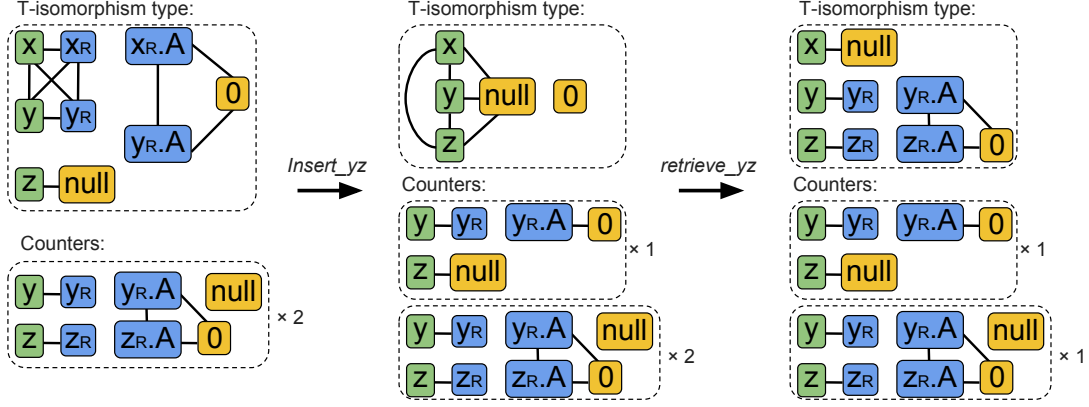 T-isomorphism type:
x xR xR.A
0
y yR yR.A
z null
Counters:
y yR yR.A null
z zR zR.A 0
× 2
Insert_yz
T-isomorphism type:
x
y null 0
z
Counters:
y yR yR.A 0
z null
× 1
y yR yR.A null
z zR zR.A 0
× 2
retrieve_yz
T-isomorphism type:
x null
y yR yR.A
z zR zR.A 0
Counters:
y yR yR.A 0
z null
× 1
y yR yR.A null
z zR zR.A 0
× 1